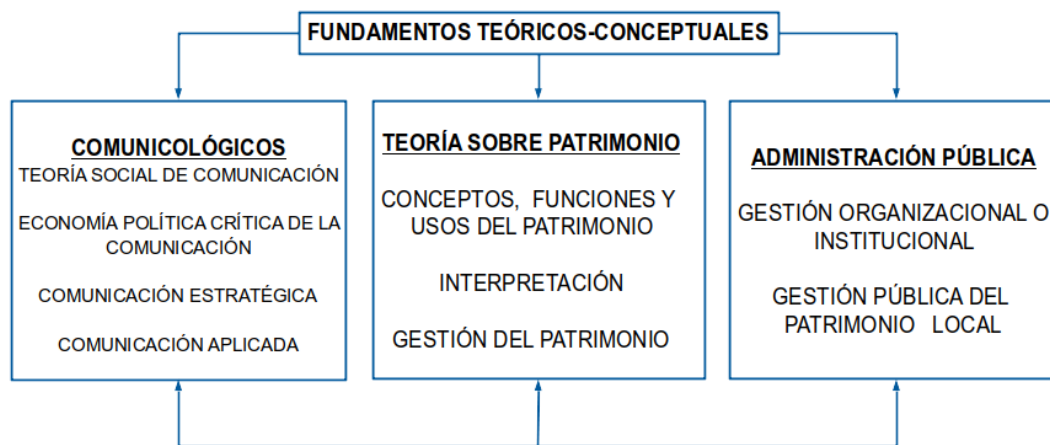 FUNDAMENTOS TEÓRICOS-CONCEPTUALES
COMUNICOLÓGICOS
TEORÍA SOCIAL DE COMUNICACIÓN
ECONOMÍA POLÍTICA CRÍTICA DE LA
COMUNICACIÓN
COMUNICACIÓN ESTRATÉGICA
COMUNICACIÓN APLICADA
TEORÍA SOBRE PATRIMONIO
CONCEPTOS, FUNCIONES Y
USOS DEL PATRIMONIO
INTERPRETACIÓN
GESTIÓN DEL PATRIMONIO
ADMINISTRACIÓN PÚBLICA
GESTIÓN ORGANIZACIONAL O
INSTITUCIONAL
GESTIÓN PÚBLICA DEL
PATRIMONIO LOCAL